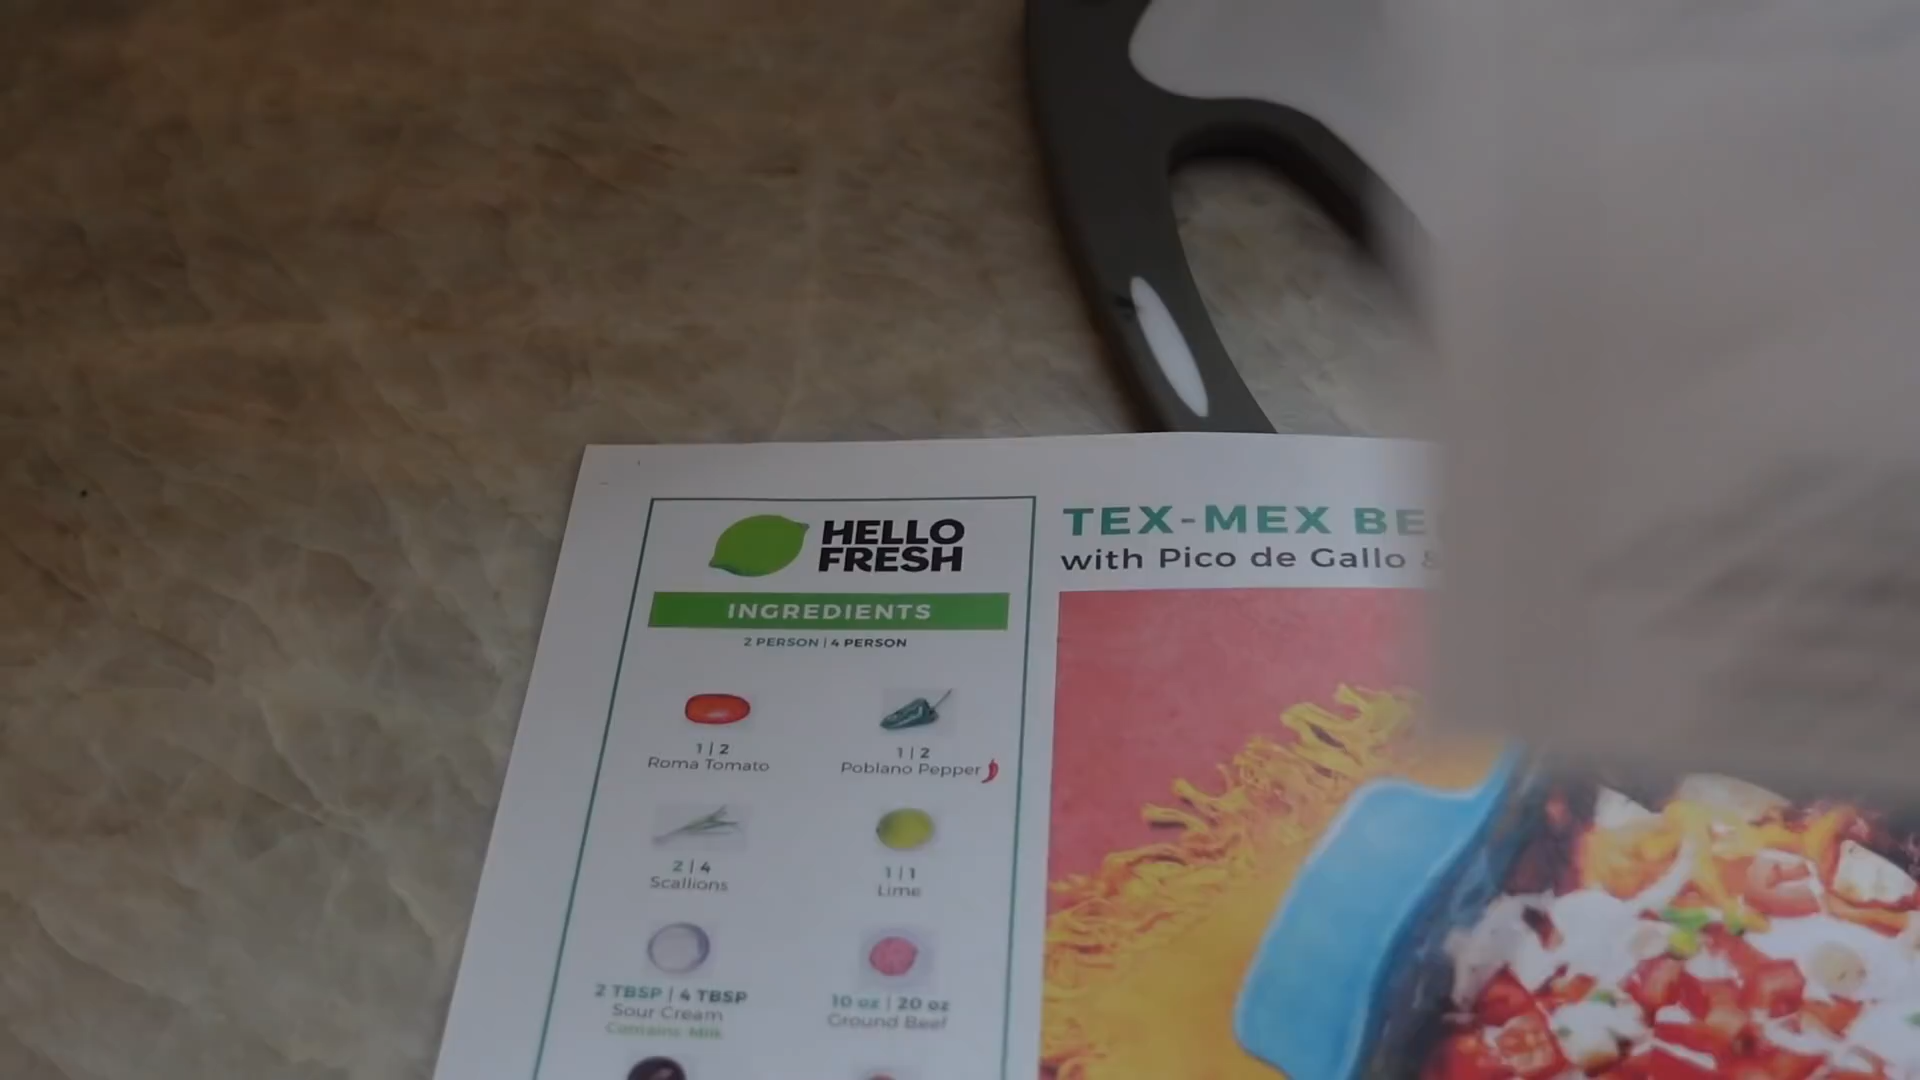 HELLO
FRESH
INGREDIENTS
2 PERSON | 4 PERSON
1 | 2
Roma Tomato
1 | 2
Poblano Pepper
2 | 4
Scallions
1 | 1
Lime
2 TBSP | 4 TBSP
Sour Cream
Contains: Milk
10 oz | 20 oz
Ground Beef
TEX-MEX
with Pico de Gallo